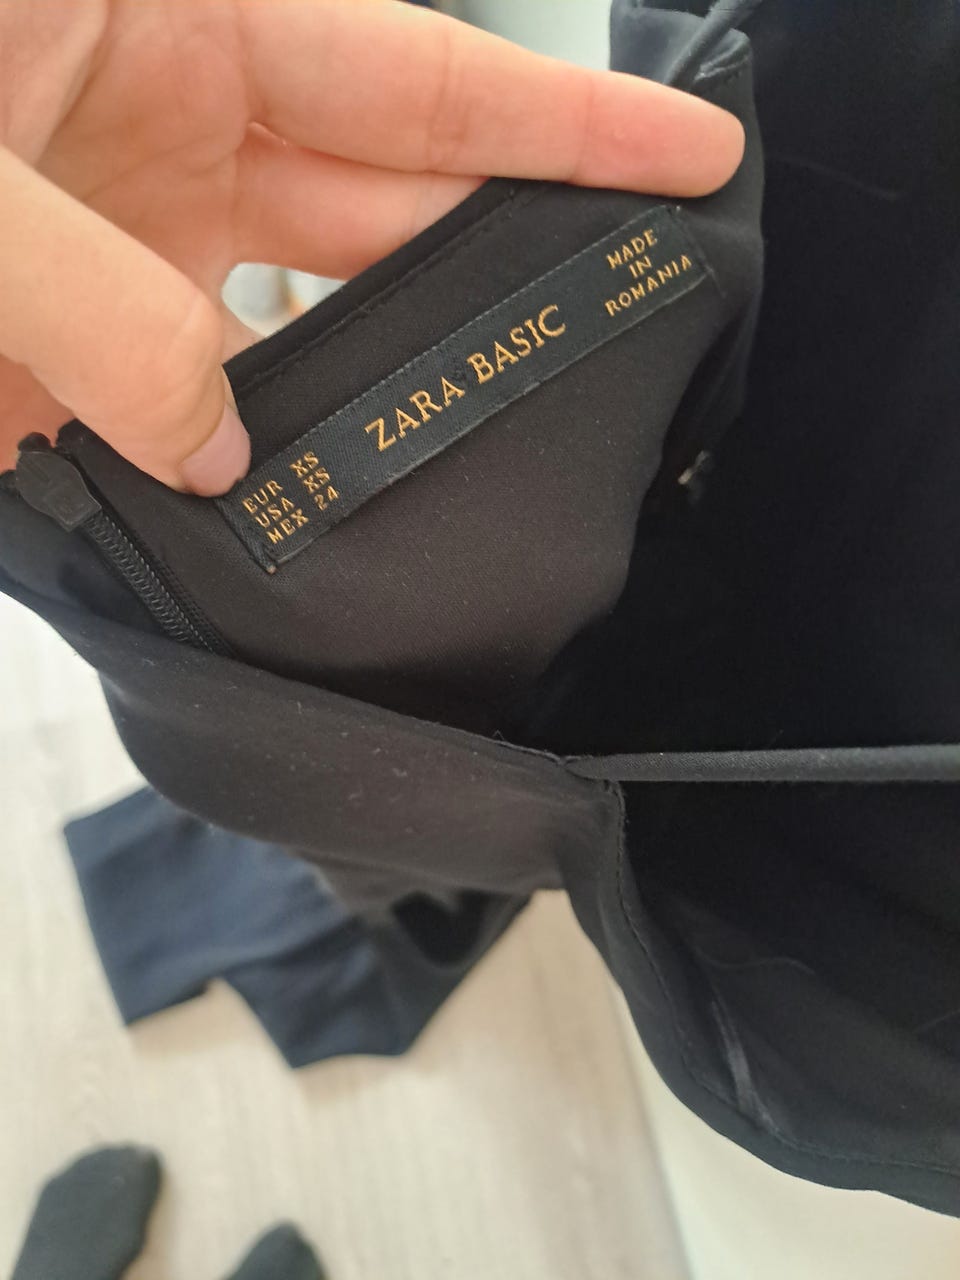 EUR XS
USA XS
MEX 24
ZARA BASIC
MADE
IN
ROMANIA